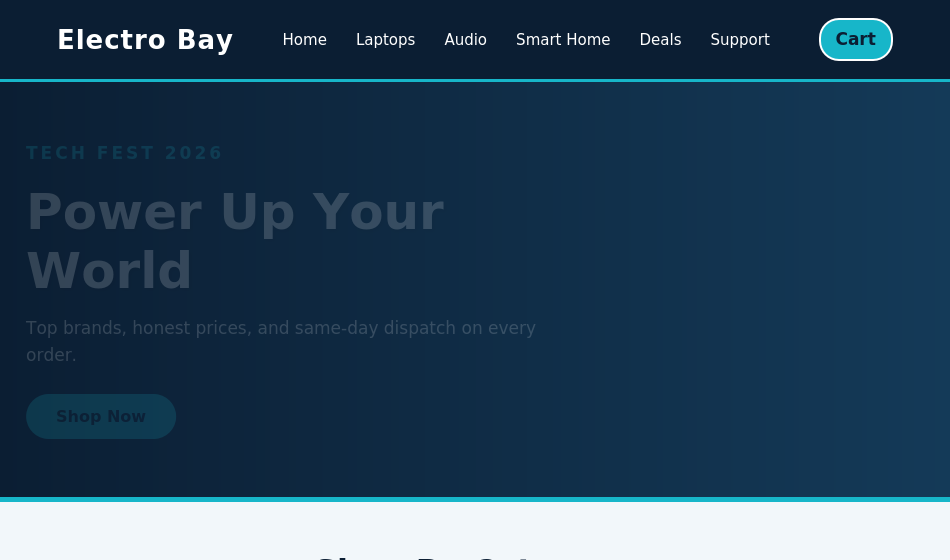 Electro Bay
Home Laptops Audio Smart Home Deals Support Cart
TECH FEST 2026
Power Up Your
World
Top brands, honest prices, and same-day dispatch on every
order.
Shop Now